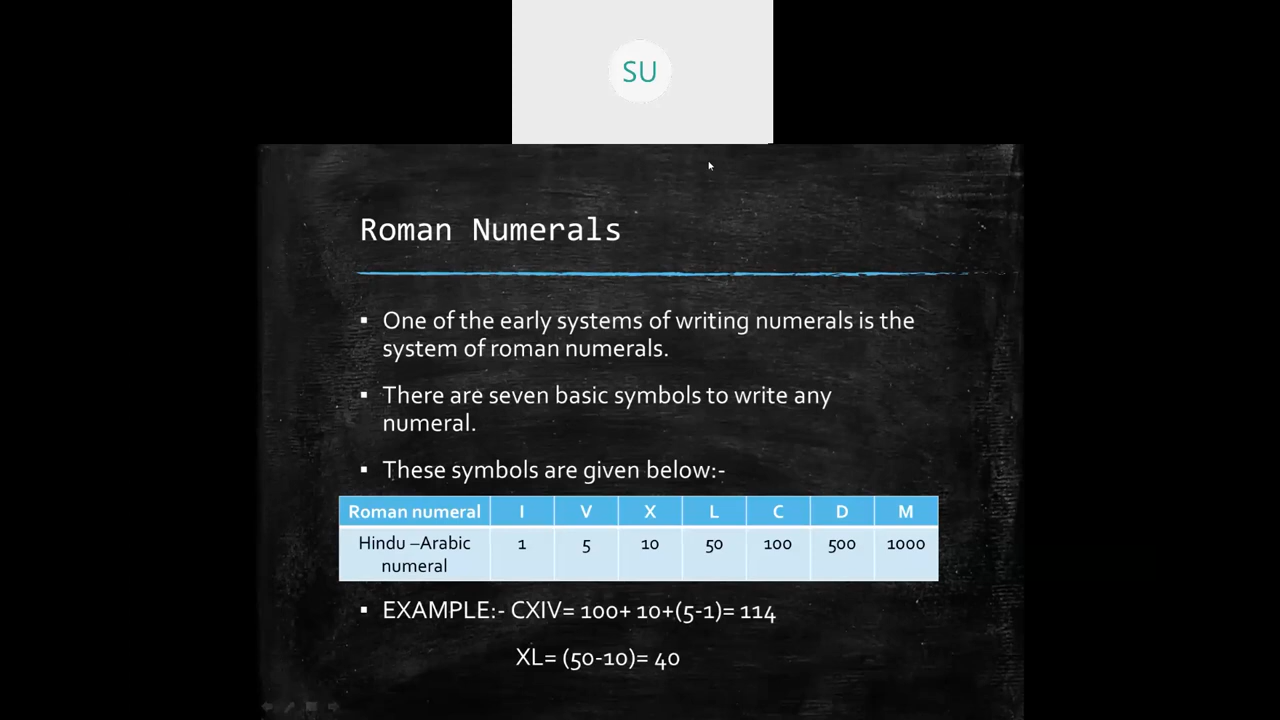 SU
Roman Numerals
▪ One of the early systems of writing numerals is the
system of roman numerals.
▪ There are seven basic symbols to write any
numeral.
▪ These symbols are given below:-
Roman numeral I V X L C D M
Hindu –Arabic numeral 1 5 10 50 100 500 1000
▪ EXAMPLE:- CXIV= 100+ 10+(5-1)= 114
XL= (50-10)= 40